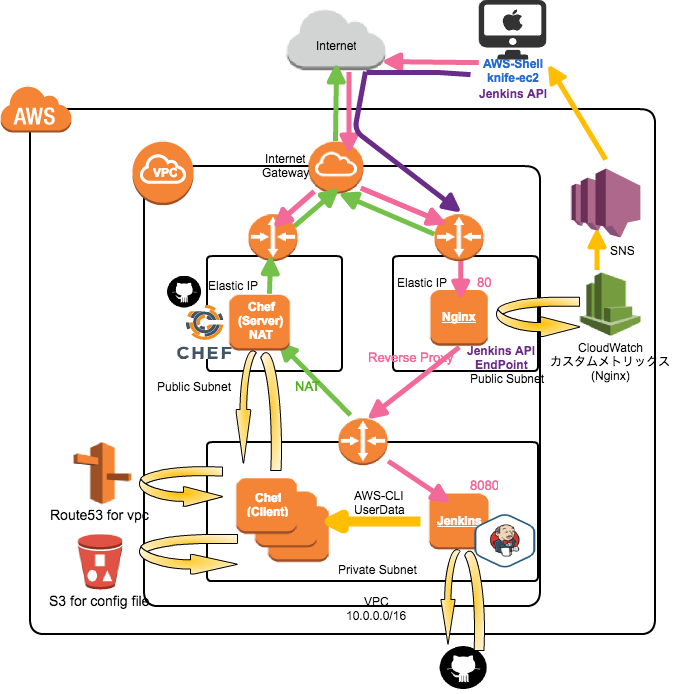 Internet
AWS-Shell
knife-ec2
Jenkins API
AWS
Internet
Gateway
VPC
SNS
Elastic IP
Elastic IP
80
Chef
(Server)
NAT
Nginx
CHEF
CloudWatch
カスタムメトリックス
(Nginx)
Reverse Proxy
Jenkins API
EndPoint
Public Subnet
Public Subnet
NAT
8080
Route53 for vpc
Chef
(Client)
AWS-CLI
UserData
Jenkins
Private Subnet
S3 for config file
VPC
10.0.0.0/16